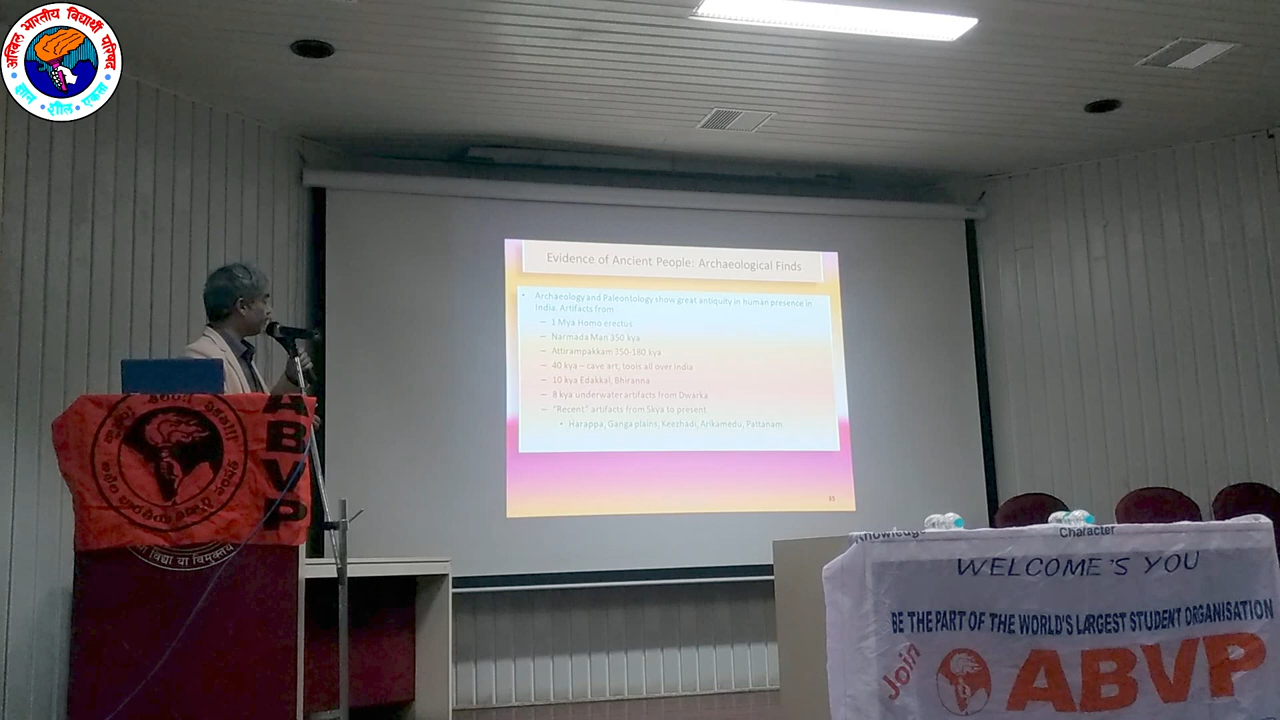 अखिल भारतीय विद्यार्थी परिषद
ज्ञान • शील • एकता
Evidence of Ancient People: Archaeological Finds
• Archaeology and Paleontology show great antiquity in human presence in
India. Artifacts from
– 1 Mya Homo erectus
– Narmada Man 350 kya
– Attirampakkam 350-180 kya
– 40 kya – cave art, tools all over India
– 10 kya Edakkal, Bhiranna
– 8 kya underwater artifacts from Dwarka
– "Recent" artifacts from 5kya to present
• Harappa, Ganga plains, Keezhadi, Arikamedu, Pattanam
33
ABVP
विद्या या विमुक्तये
Knowledge
Character
WELCOME'S YOU
BE THE PART OF THE WORLD'S LARGEST STUDENT ORGANISATION
Join
ABVP